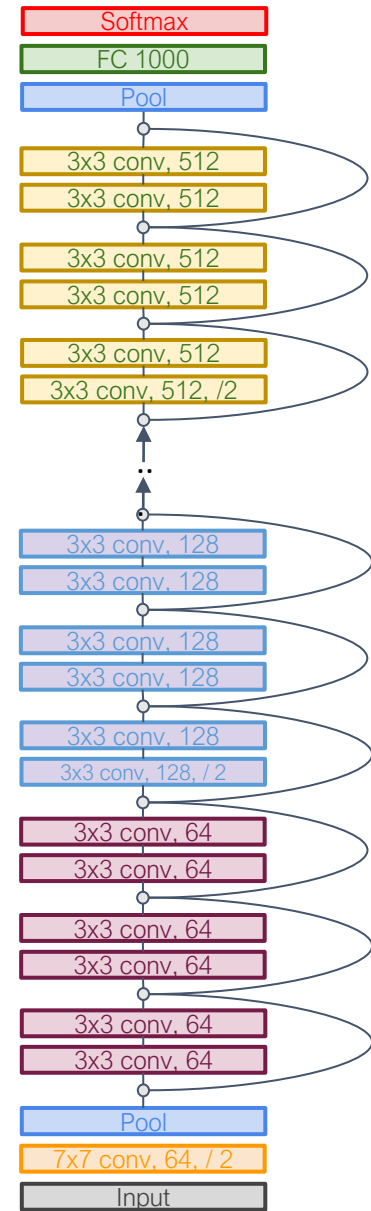 Softmax
FC 1000
Pool
3x3 conv, 512
3x3 conv, 512
3x3 conv, 512
3x3 conv, 512
3x3 conv, 512
3x3 conv, 512, /2
..
.
3x3 conv, 128
3x3 conv, 128
3x3 conv, 128
3x3 conv, 128
3x3 conv, 128
3x3 conv, 128, / 2
3x3 conv, 64
3x3 conv, 64
3x3 conv, 64
3x3 conv, 64
3x3 conv, 64
3x3 conv, 64
Pool
7x7 conv, 64, / 2
Input